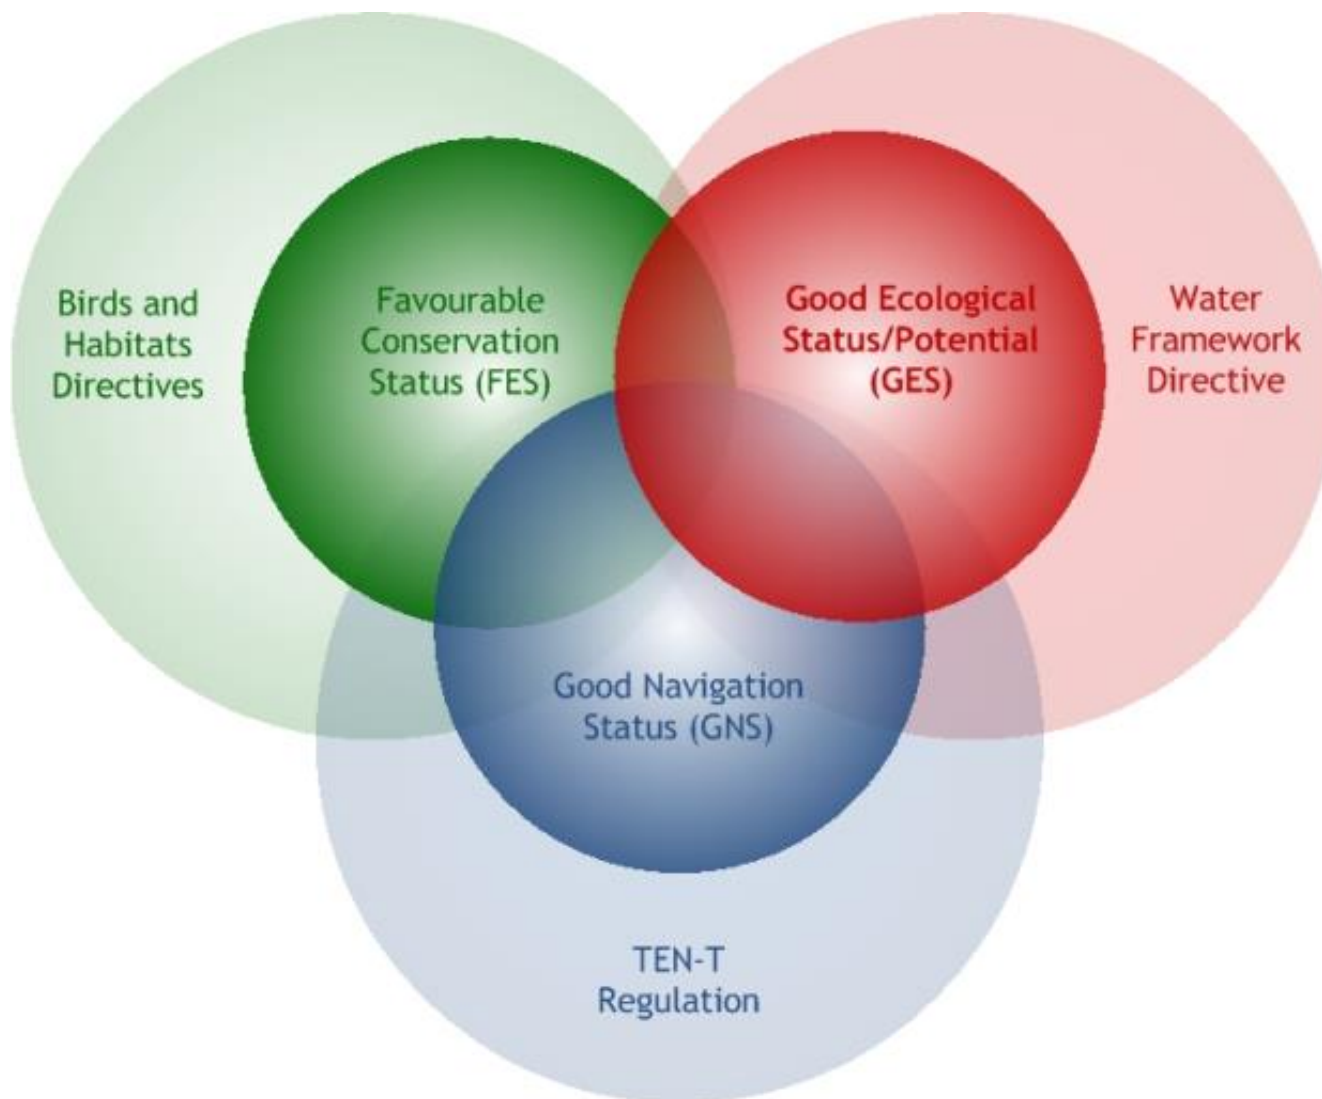 Birds and
Habitats
Directives
Favourable
Conservation
Status (FES)
Good Ecological
Status/Potential
(GES)
Water
Framework
Directive
Good Navigation
Status (GNS)
TEN-T
Regulation